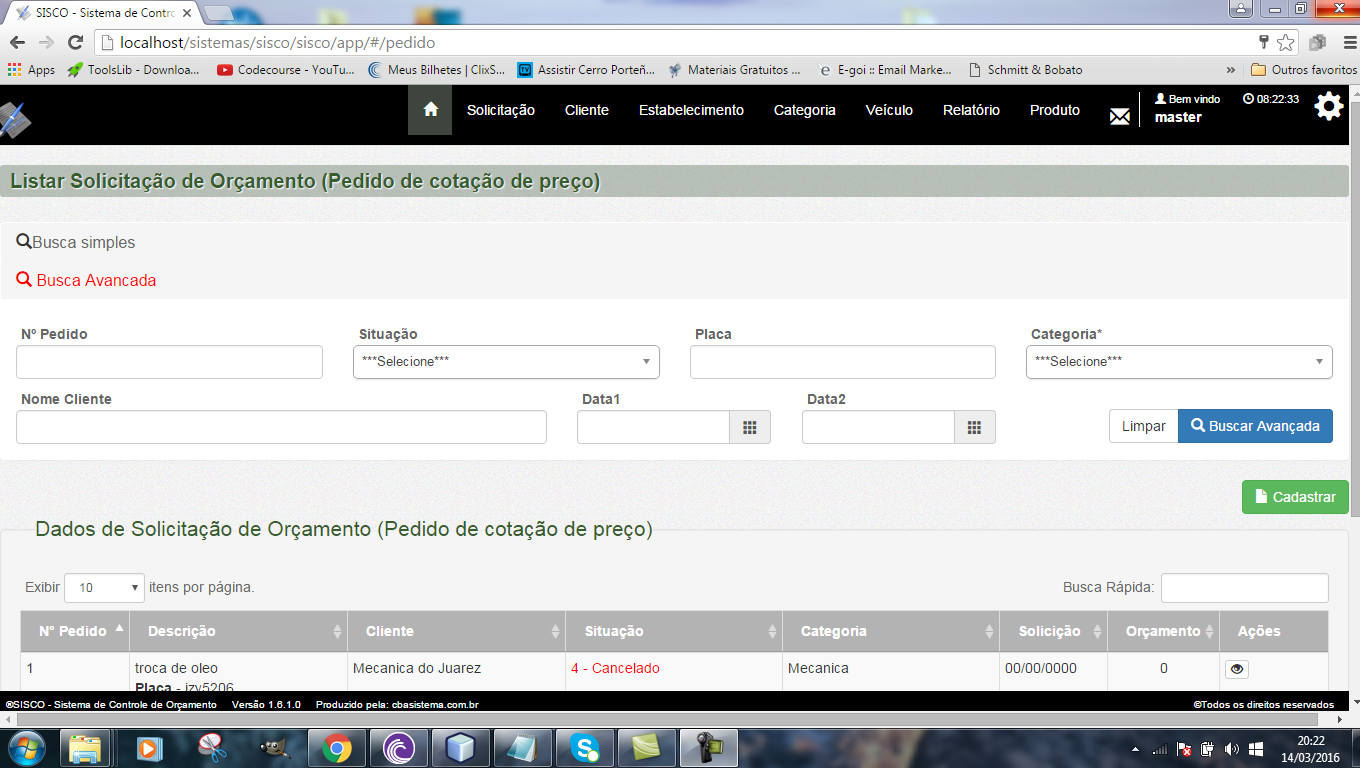 SISCO - Sistema de Contro
localhost/sistemas/sisco/sisco/app/#/pedido
Apps ToolsLib - Downloa... Codecourse - YouTu... Meus Bilhetes | ClixS... Assistir Cerro Porteñ... Materiais Gratuitos ... E-goi :: Email Marke... Schmitt & Bobato » Outros favoritos
Solicitação Cliente Estabelecimento Categoria Veículo Relatório Produto Bem vindo 08:22:33
master
Listar Solicitação de Orçamento (Pedido de cotação de preço)
Busca simples
Busca Avancada
Nº Pedido Situação Placa Categoria*
***Selecione*** ***Selecione***
Nome Cliente Data1 Data2
Limpar Buscar Avançada
Cadastrar
Dados de Solicitação de Orçamento (Pedido de cotação de preço)
Exibir 10 itens por página. Busca Rápida:
Nº Pedido Descrição Cliente Situação Categoria Solicição Orçamento Ações
1 troca de oleo Mecanica do Juarez 4 - Cancelado Mecanica 00/00/0000 0
Placa - izy5206
®SISCO - Sistema de Controle de Orçamento Versão 1.6.1.0 Produzido pela: cbasistema.com.br ©Todos os direitos reservados
20:22
14/03/2016